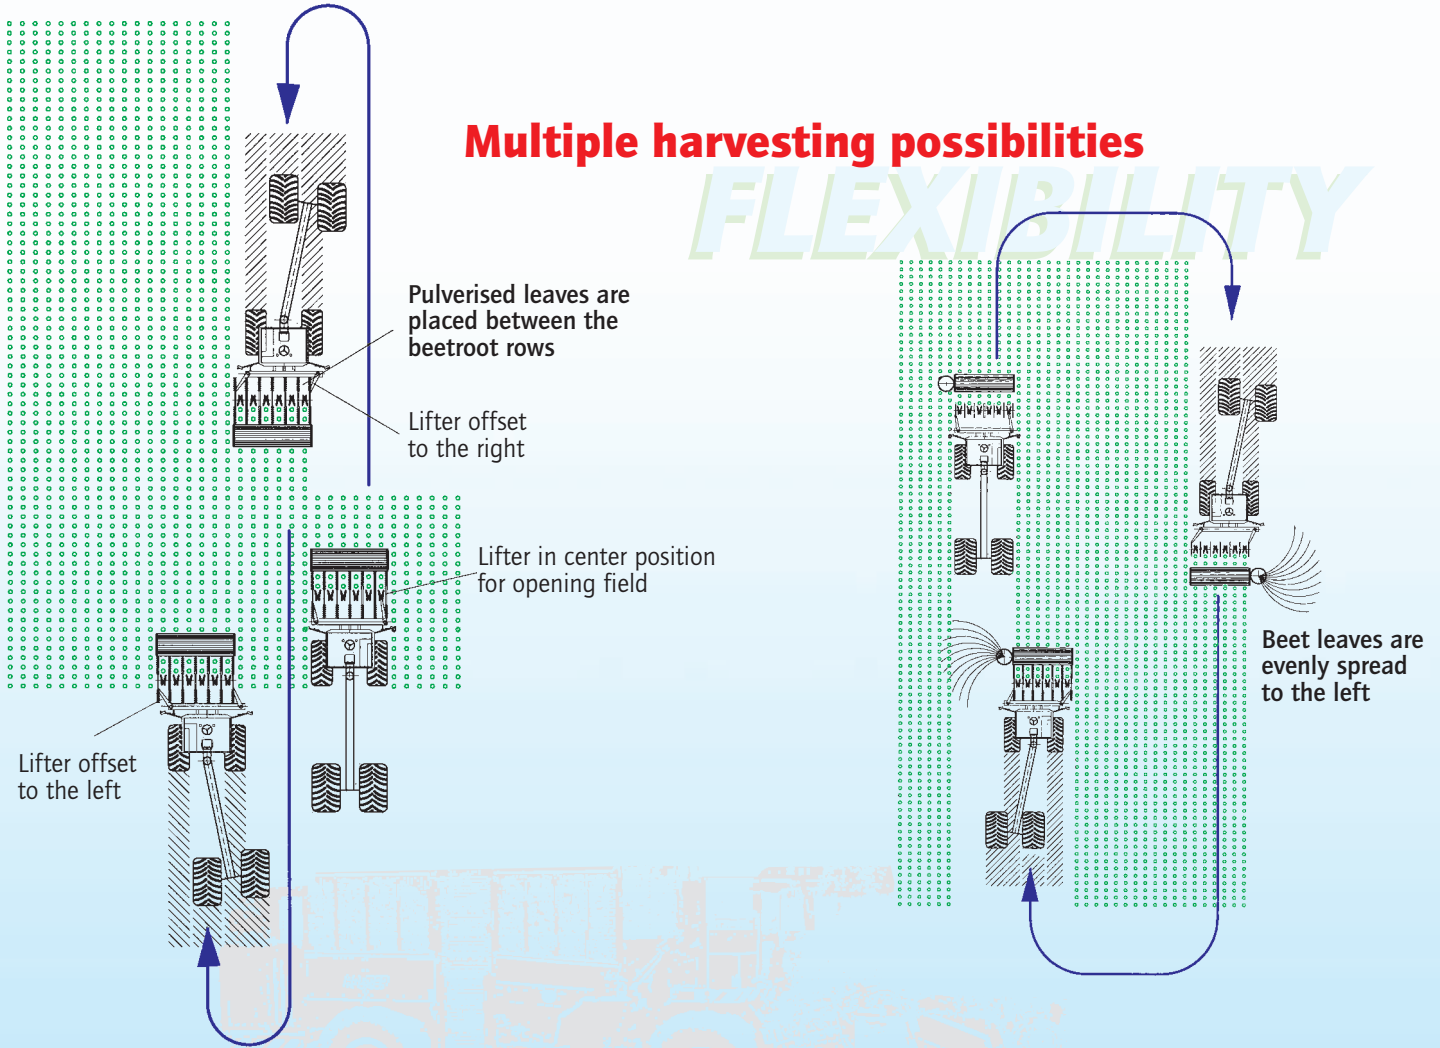 Multiple harvesting possibilities
FLEXIBILITY
Pulverised leaves are
placed between the
beetroot rows
Lifter offset
to the right
Lifter in center position
for opening field
Lifter offset
to the left
Beet leaves are
evenly spread
to the left